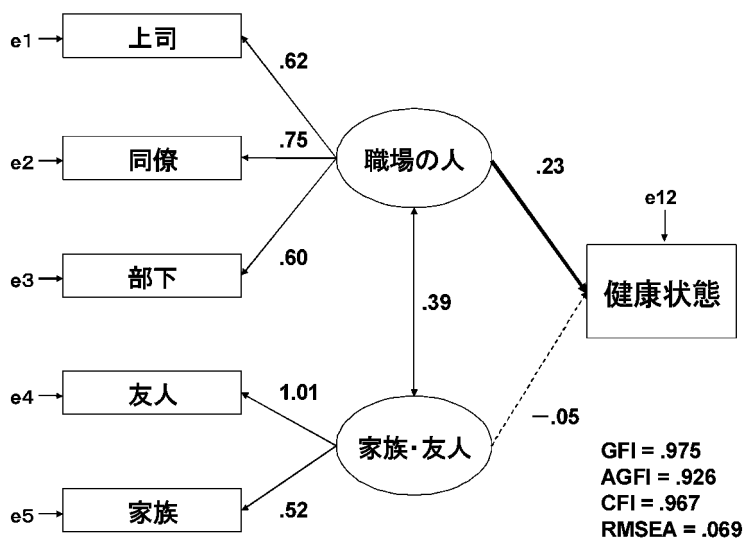 e1
上司
.62
e2
同僚
.75
職場の人
.23
e12
e3
部下
.60
.39
健康状態
e4
友人
1.01
家族・友人
－.05
e5
家族
.52
GFI = .975
AGFI = .926
CFI = .967
RMSEA = .069